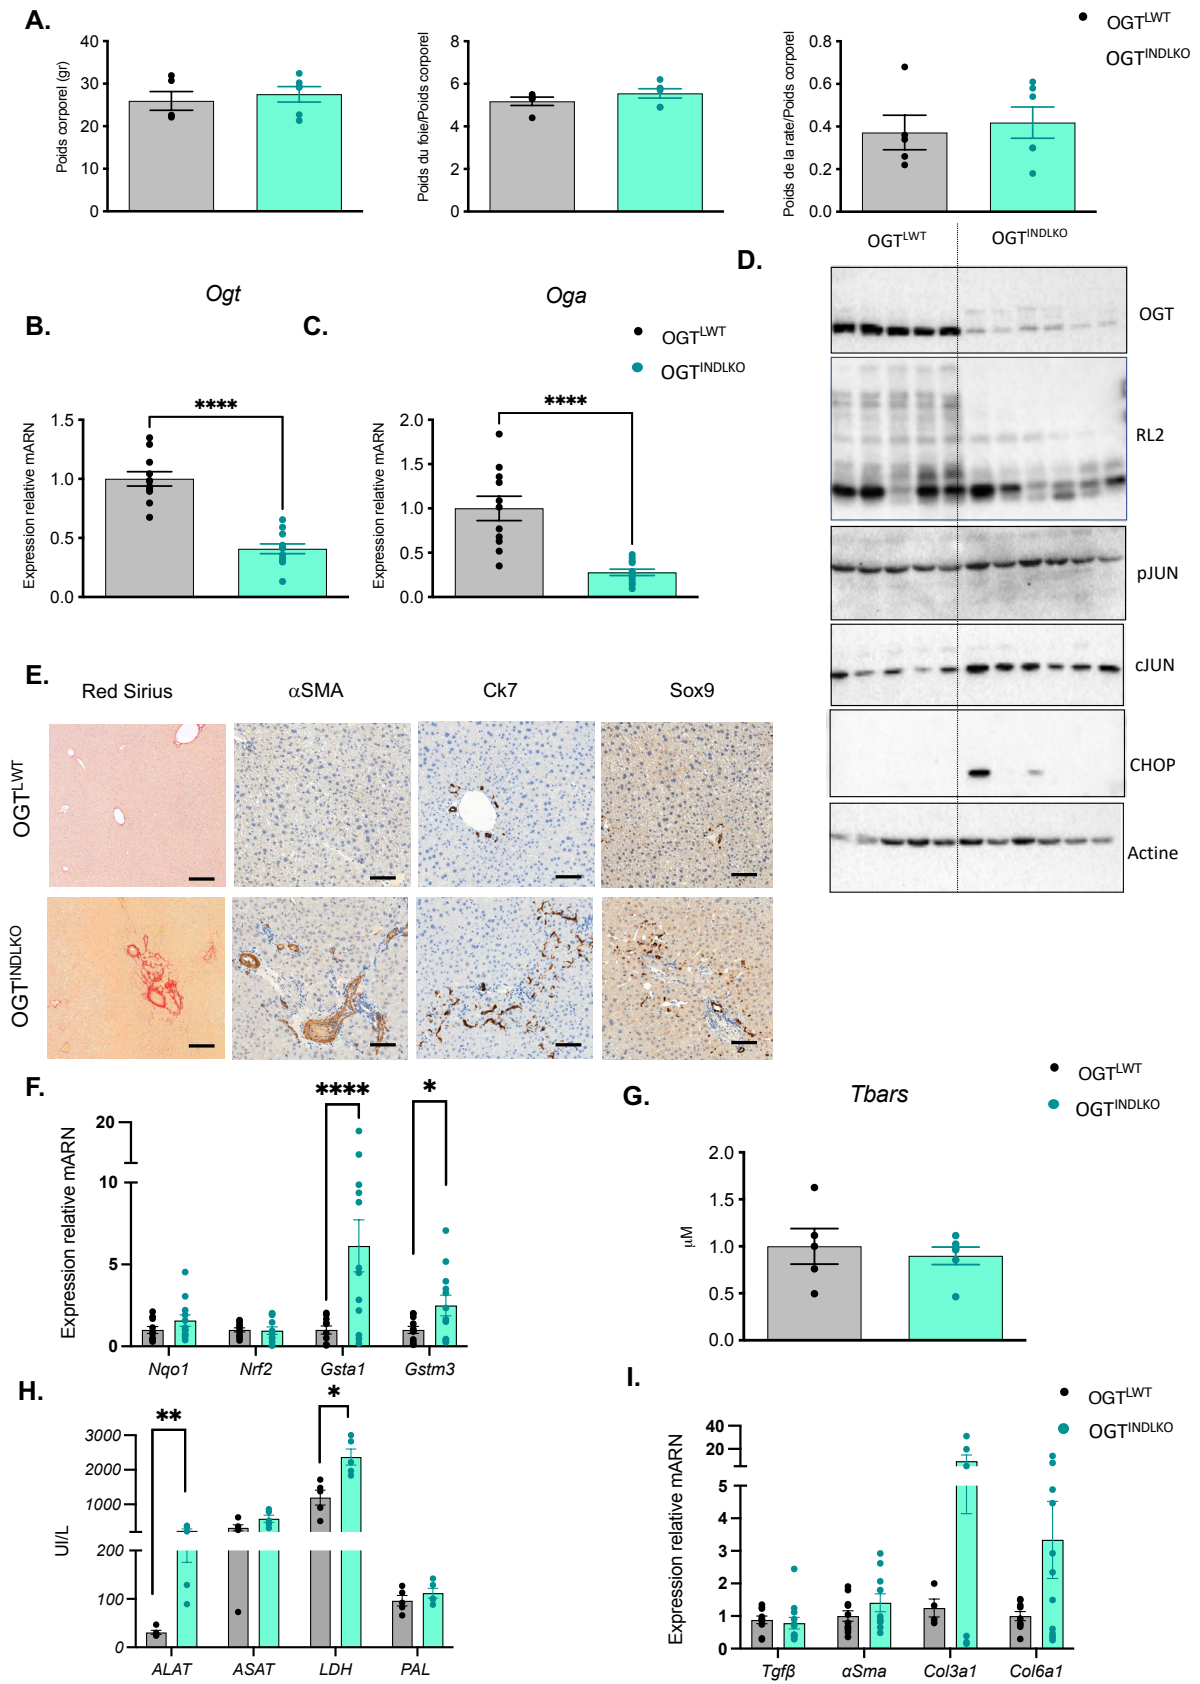 A.
OGT^LWT
OGT^INDLKO
Poids corporel (gr)
40
30
20
10
0
Poids du foie/Poids corporel
8
6
4
2
0
Poids de la rate/Poids corporel
0.8
0.6
0.4
0.2
0.0
OGT^LWT
OGT^INDLKO
D.
OGT
RL2
pJUN
cJUN
CHOP
Actine
Ogt
Oga
B.
C.
OGT^LWT
OGT^INDLKO
****
****
Expression relative mARN
1.5
1.0
0.5
0.0
Expression relative mARN
2.0
1.5
1.0
0.5
0.0
E.
Red Sirius
αSMA
Ck7
Sox9
OGT^LWT
OGT^INDLKO
F.
****
*
Expression relative mARN
20
10
5
0
Nqo1
Nrf2
Gsta1
Gstm3
G.
Tbars
OGT^LWT
OGT^INDLKO
μM
2.0
1.5
1.0
0.5
0.0
H.
**
*
UI/L
3000
2000
1000
200
100
0
ALAT
ASAT
LDH
PAL
I.
OGT^LWT
OGT^INDLKO
Expression relative mARN
40
20
5
4
3
2
1
0
Tgfβ
αSma
Col3a1
Col6a1